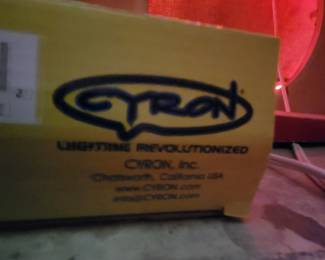 CYRON
LIGHTING REVOLUTIONIZED
CYRON, Inc.
Chatsworth, California USA
www.CYRON.com
info@CYRON.com